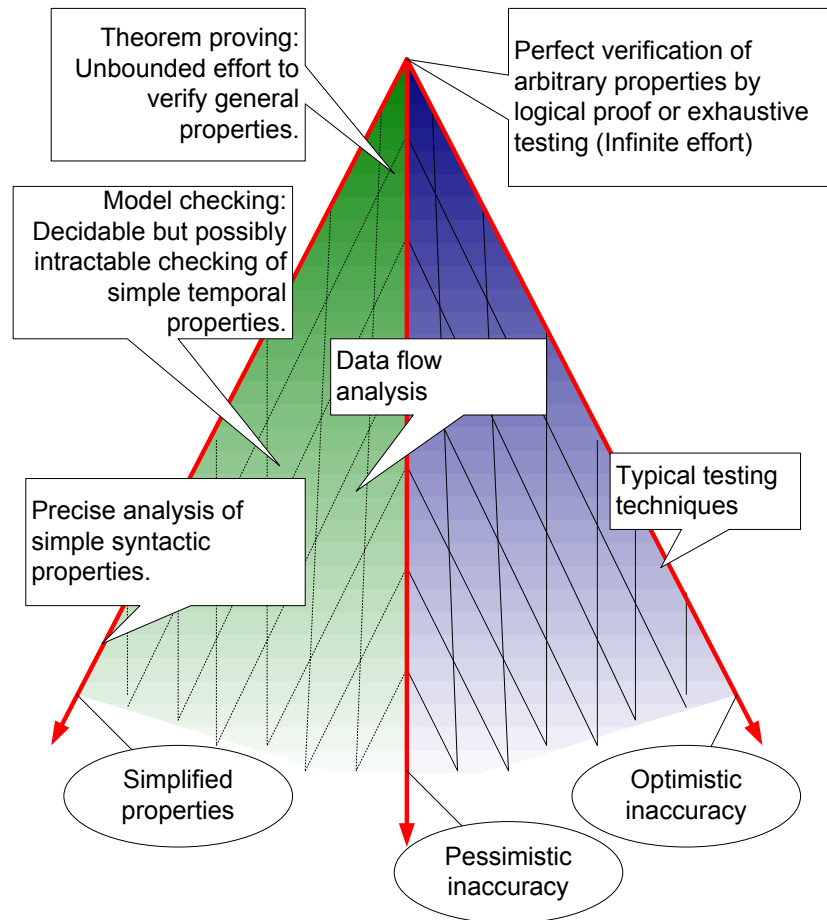 Theorem proving:
Unbounded effort to
verify general
properties.
Perfect verification of
arbitrary properties by
logical proof or exhaustive
testing (Infinite effort)
Model checking:
Decidable but possibly
intractable checking of
simple temporal
properties.
Data flow
analysis
Typical testing
techniques
Precise analysis of
simple syntactic
properties.
Simplified
properties
Optimistic
inaccuracy
Pessimistic
inaccuracy